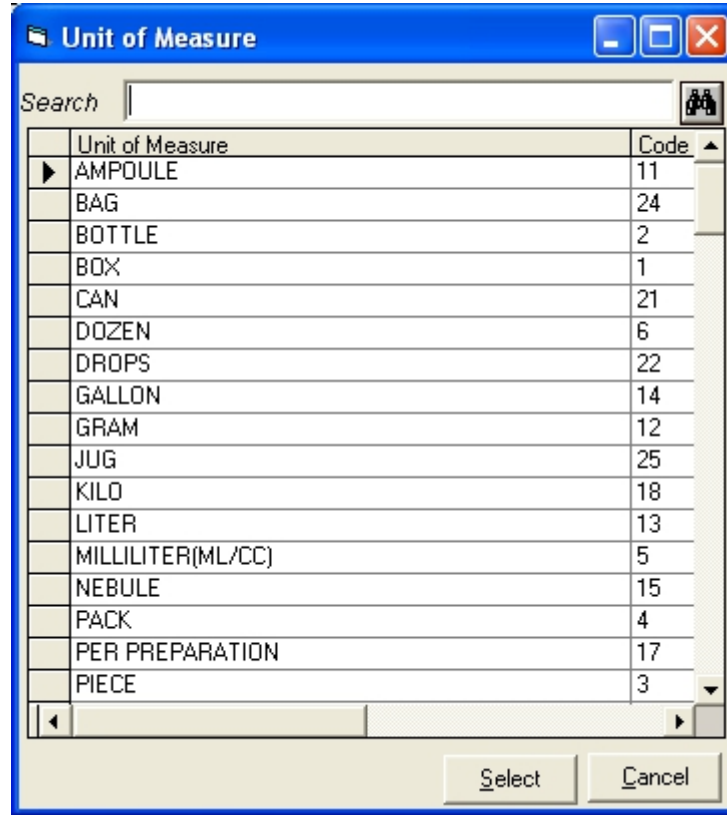 Unit of Measure
Search
Unit of Measure Code
AMPOULE 11
BAG 24
BOTTLE 2
BOX 1
CAN 21
DOZEN 6
DROPS 22
GALLON 14
GRAM 12
JUG 25
KILO 18
LITER 13
MILLILITER(ML/CC) 5
NEBULE 15
PACK 4
PER PREPARATION 17
PIECE 3
Select Cancel